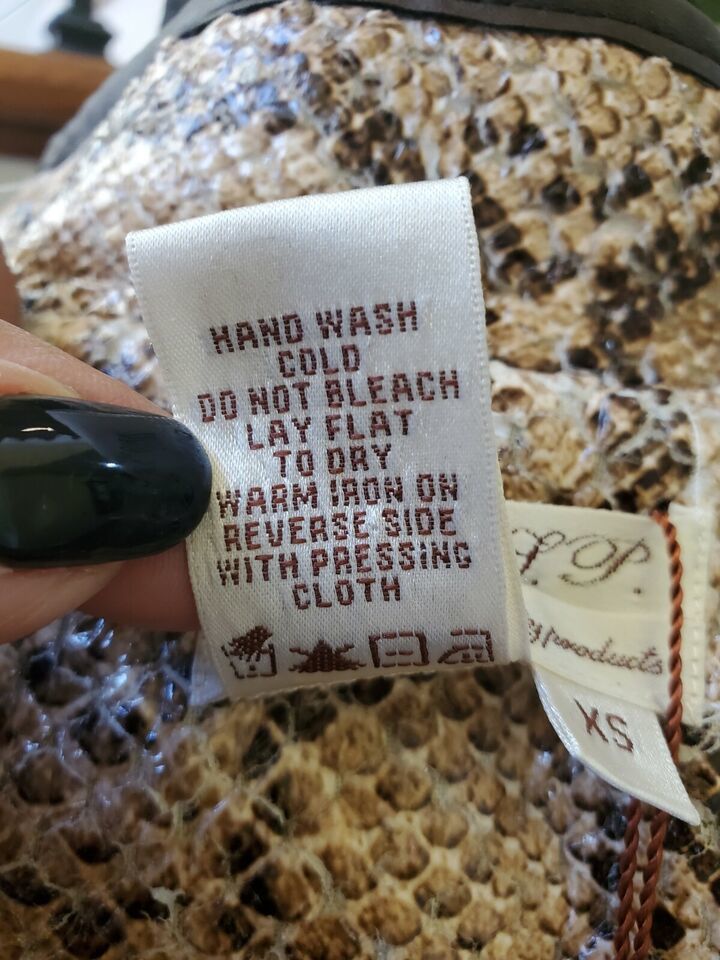 HAND WASH
COLD
DO NOT BLEACH
LAY FLAT
TO DRY
WARM IRON ON
REVERSE SIDE
WITH PRESSING
CLOTH
P.
products
XS